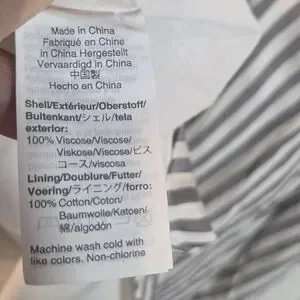 Made in China
Fabriqué en Chine
in China Hergestellt
Vervaardigd in China
中国製
Hecho en China
Shell/Extérieur/Oberstoff/
Buitenkant/シェル/tela
exterior:
100% Viscose/Viscose/
Viskose/Viscose/ビス
コース/viscosa
Lining/Doublure/Futter/
Voering/ライニング/forro:
100% Cotton/Coton/
Baumwolle/Katoen/
綿/algodón
Machine wash cold with
like colors. Non-chlorine